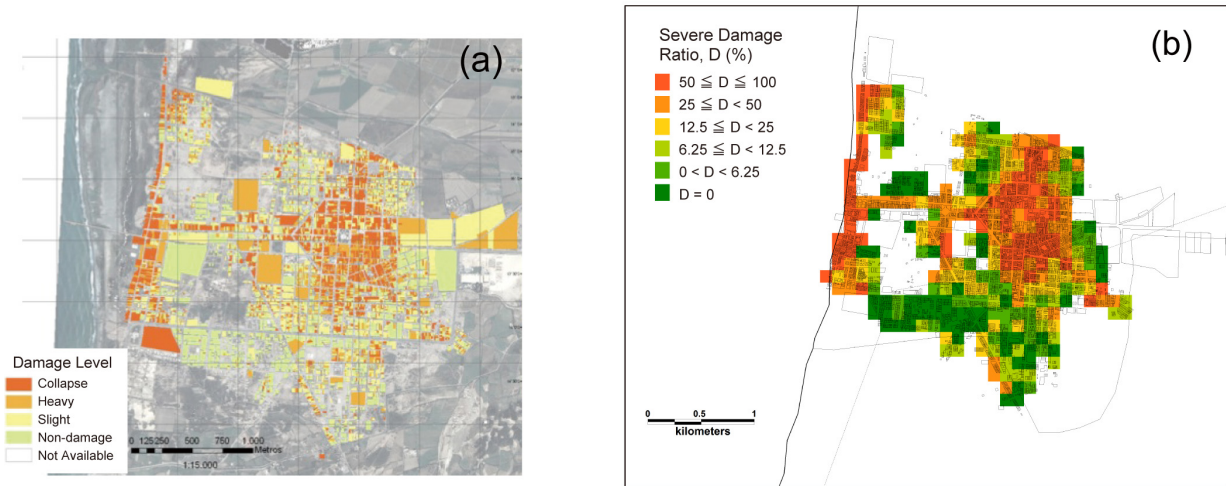 (a)
Damage Level
Collapse
Heavy
Slight
Non-damage
Not Available
0 125 250 500 750 1.000
Metros
1:15.000
(b)
Severe Damage
Ratio, D (%)
50 ≦ D ≦ 100
25 ≦ D < 50
12.5 ≦ D < 25
6.25 ≦ D < 12.5
0 < D < 6.25
D = 0
0 0.5 1
kilometers